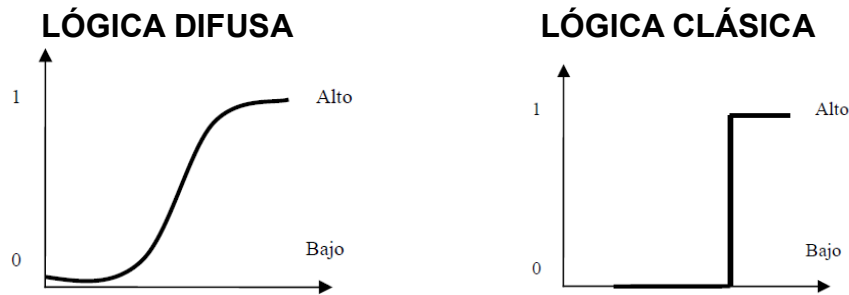 LÓGICA DIFUSA
1
Alto
0
Bajo
LÓGICA CLÁSICA
1
Alto
0
Bajo